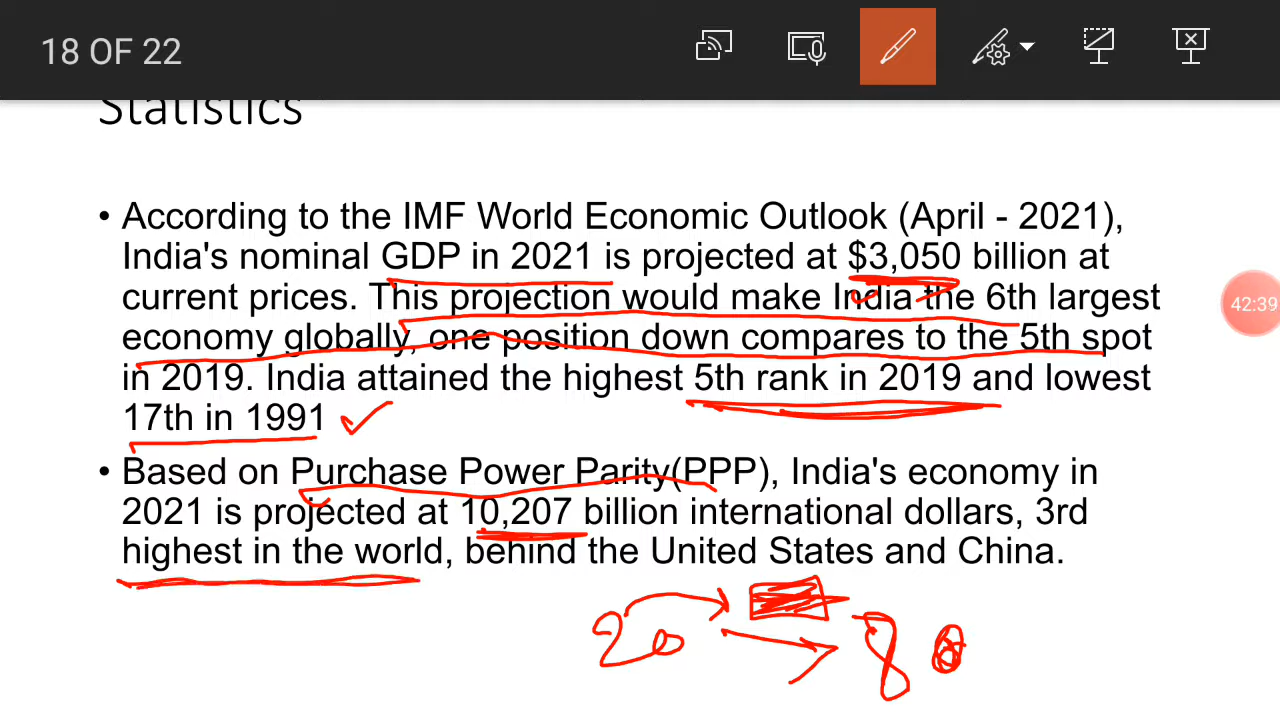 18 OF 22
Statistics
• According to the IMF World Economic Outlook (April - 2021),
India's nominal GDP in 2021 is projected at $3,050 billion at
current prices. This projection would make India the 6th largest
economy globally, one position down compares to the 5th spot
in 2019. India attained the highest 5th rank in 2019 and lowest
17th in 1991
• Based on Purchase Power Parity(PPP), India's economy in
2021 is projected at 10,207 billion international dollars, 3rd
highest in the world, behind the United States and China.
20
42:39